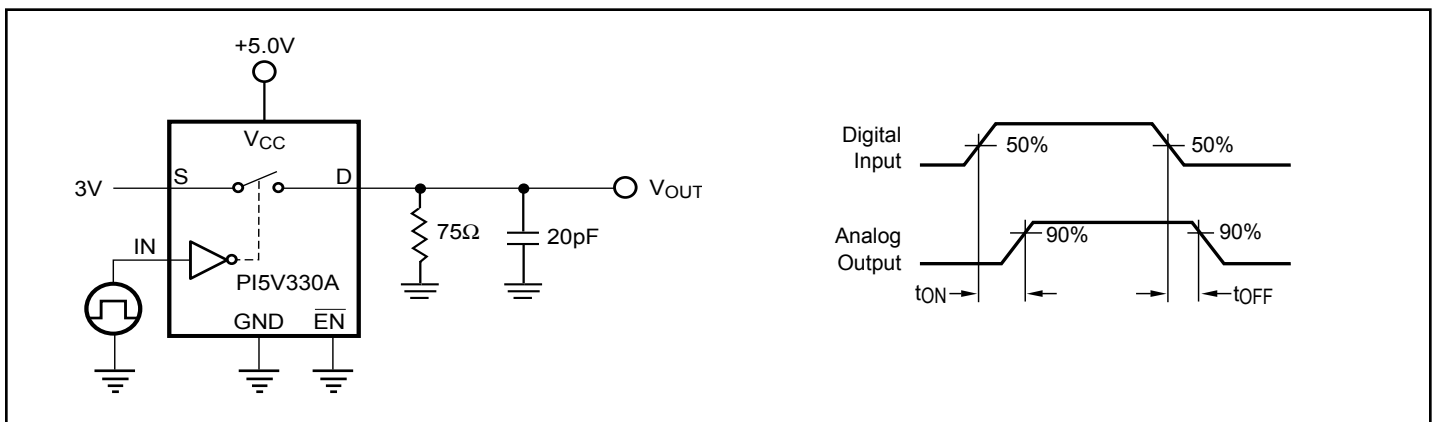 +5.0V
VCC
S
D
3V
VOUT
75Ω
20pF
IN
PI5V330A
GND
EN
Digital
Input
50%
50%
Analog
Output
90%
90%
tON
tOFF